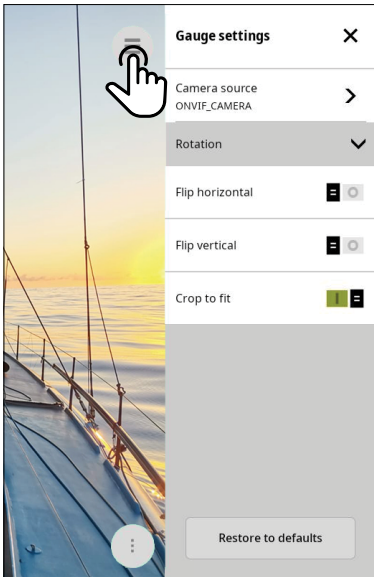 Gauge settings
Camera source
ONVIF_CAMERA
Rotation
Flip horizontal
Flip vertical
Crop to fit
Restore to defaults